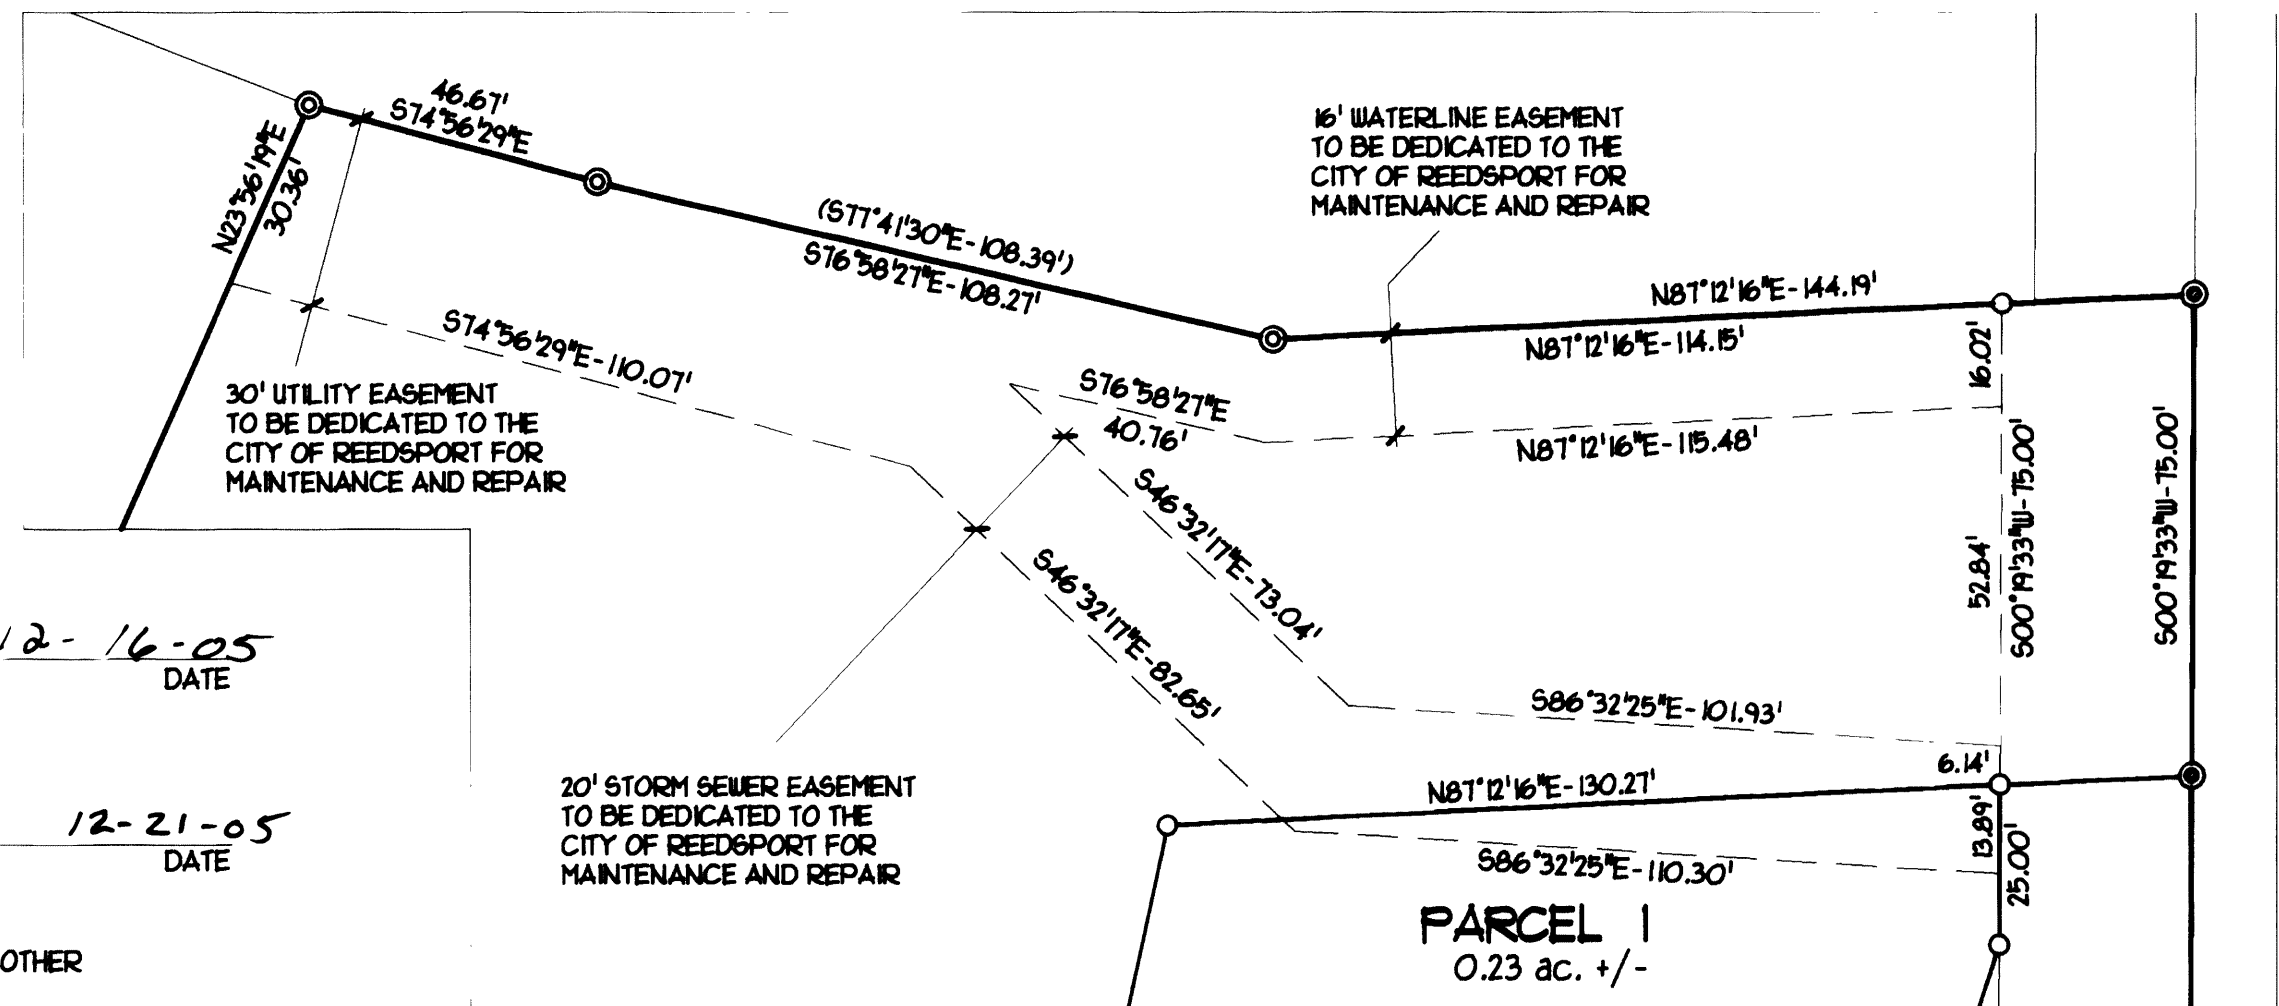 46.67'
S74°56'29"E
N23°56'19"E
30.36'
(S77°41'30"E-108.39')
S76°58'27"E-108.27'
16' WATERLINE EASEMENT
TO BE DEDICATED TO THE
CITY OF REEDSPORT FOR
MAINTENANCE AND REPAIR
N87°12'16"E-144.19'
N87°12'16"E-114.15'
16.02'
S74°56'29"E-110.07'
30' UTILITY EASEMENT
TO BE DEDICATED TO THE
CITY OF REEDSPORT FOR
MAINTENANCE AND REPAIR
S76°58'27"E
40.76'
N87°12'16"E-115.48'
S46°32'17"E-73.04'
S46°32'17"E-82.65'
52.84'
S00°19'33"W-75.00'
S00°19'33"W-75.00'
12-16-05
DATE
S86°32'25"E-101.93'
6.14'
20' STORM SEWER EASEMENT
TO BE DEDICATED TO THE
CITY OF REEDSPORT FOR
MAINTENANCE AND REPAIR
N87°12'16"E-130.27'
12-21-05
DATE
13.89'
25.00'
S86°32'25"E-110.30'
PARCEL 1
0.23 ac. +/-
OTHER